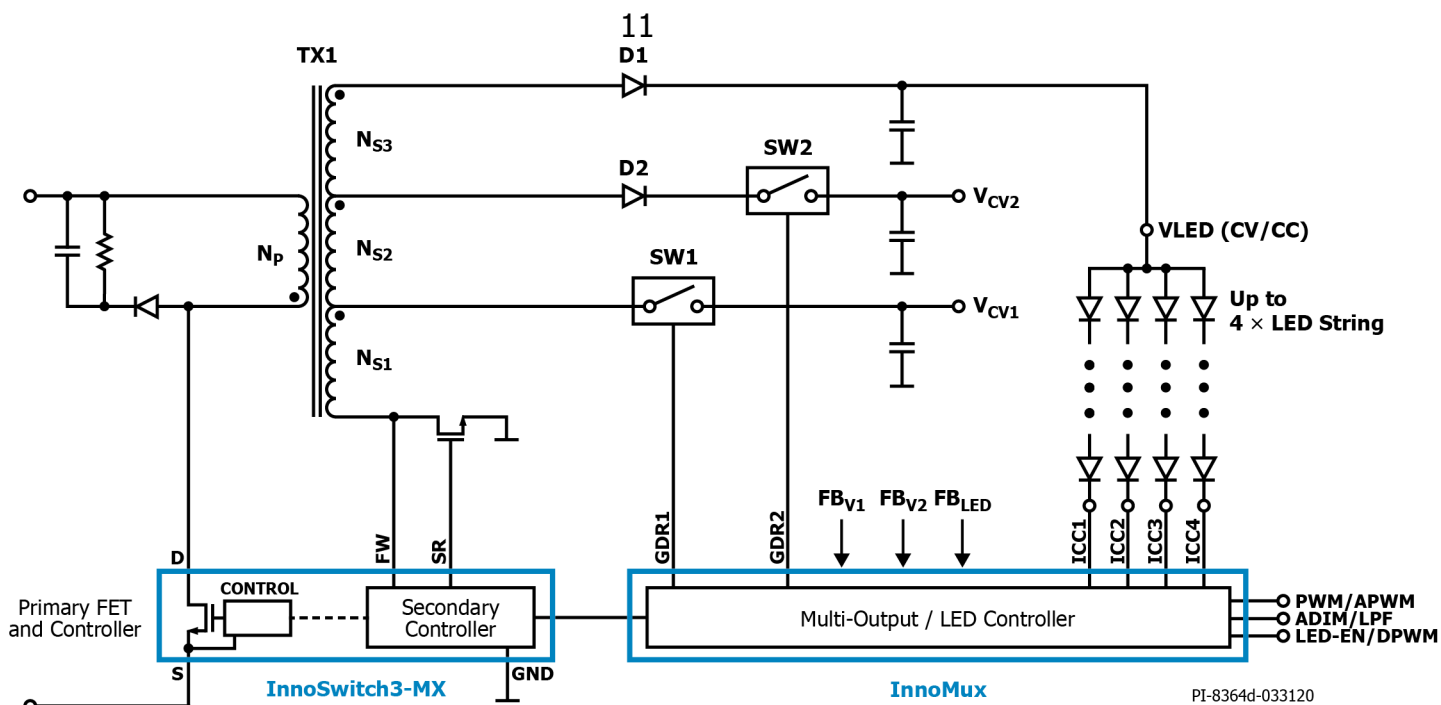 11
TX1
D1
NS3
SW2
D2
VCV2
VLED (CV/CC)
NP
NS2
SW1
VCV1
Up to
4 × LED String
NS1
FBV1
FBV2
FBLED
D
FW
SR
GDR1
GDR2
ICC1
ICC2
ICC3
ICC4
CONTROL
Primary FET
and Controller
Secondary
Controller
Multi-Output / LED Controller
PWM/APWM
ADIM/LPF
LED-EN/DPWM
S
GND
InnoSwitch3-MX
InnoMux
PI-8364d-033120